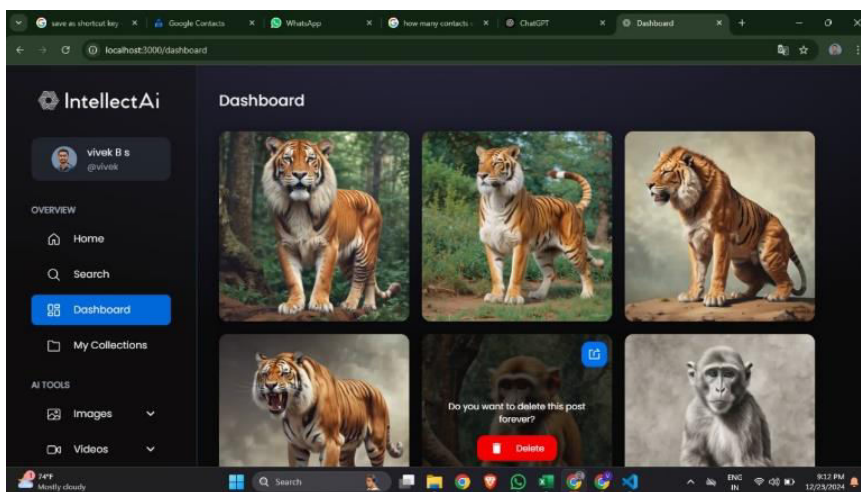 save as shortcut key
Google Contacts
WhatsApp
how many contacts
ChatGPT
Dashboard
localhost:3000/dashboard
IntellectAi
Dashboard
vivek B s
@vivek
OVERVIEW
Home
Search
Dashboard
My Collections
AI TOOLS
Images
Videos
Do you want to delete this post
forever?
Delete
74°F
Mostly cloudy
Search
ENG
IN
9:12 PM
12/23/2024